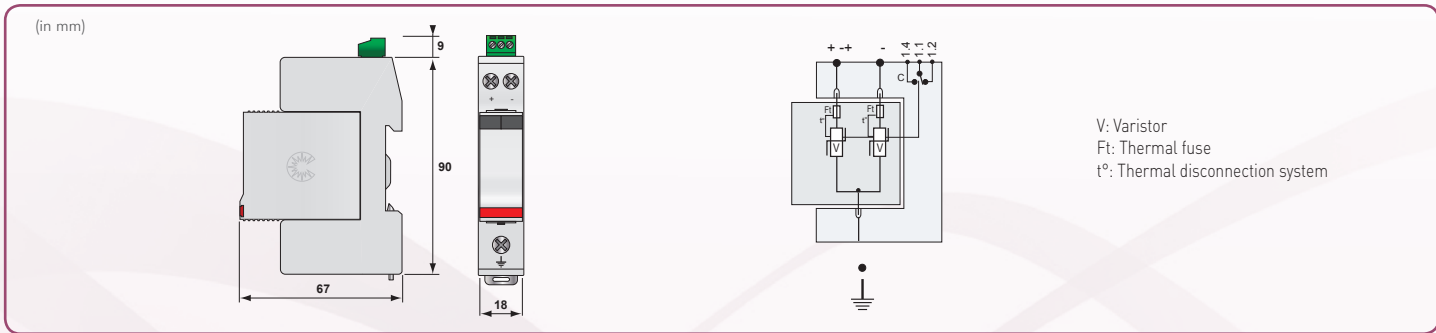 (in mm)
9
90
67
18
+ -
+ -+ - 1.4 1.1 1.2
C
Ft Ft
t° t°
V V
V: Varistor
Ft: Thermal fuse
t°: Thermal disconnection system